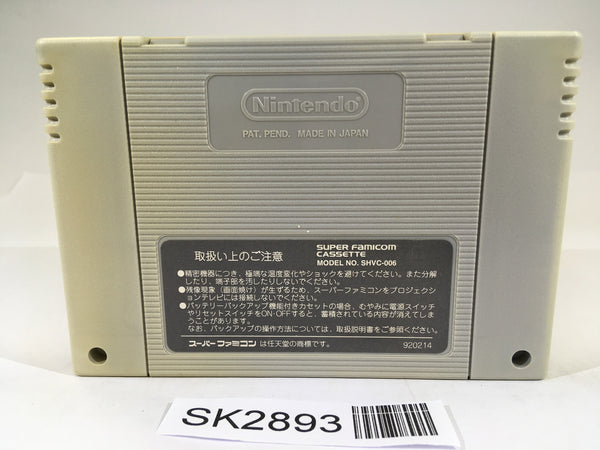 Nintendo
PAT. PEND. MADE IN JAPAN
取扱い上のご注意
SUPER FAMICOM
CASSETTE
MODEL NO. SHVC-006
●精密機器につき、極端な温度変化やショックを避けてください。また分解
したり、端子部を汚したりしないでください。
●残像現象（画面焼け）が生ずるため、スーパーファミコンをプロジェクシ
ョンテレビには接続しないでください。
●バッテリーバックアップ機能付きカセットの場合、むやみに電源スイッチ
やリセットスイッチをON・OFFすると、蓄積されている内容が消えてしま
うことがあります。
なお、バックアップの操作方法については、取扱説明書をご参照ください。
スーパーファミコン は任天堂の商標です。
920214
SK2893